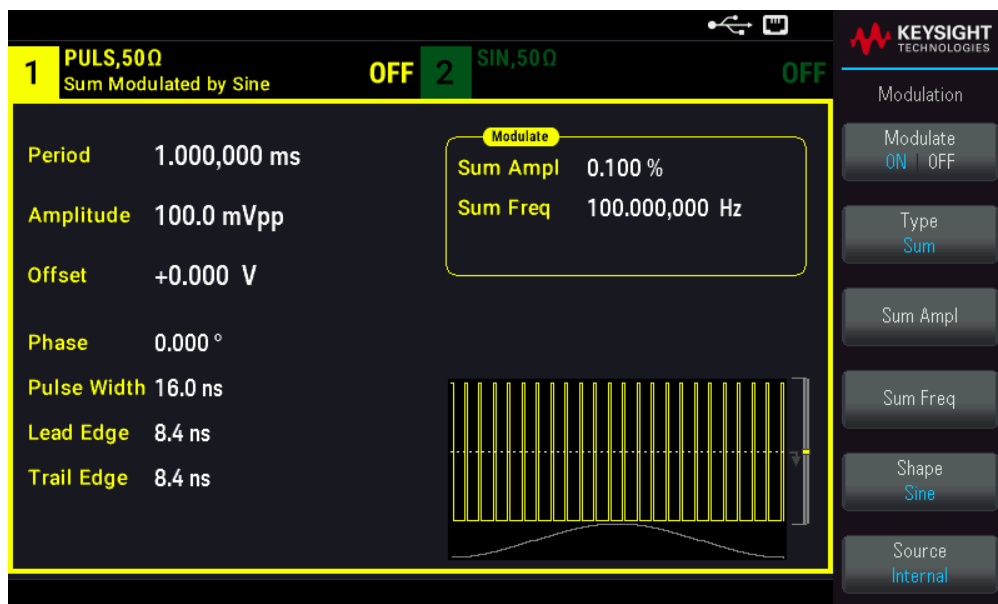 KEYSIGHT
TECHNOLOGIES
1
PULS,50Ω
Sum Modulated by Sine
OFF
2
SIN,50Ω
OFF
Period 1.000,000 ms
Amplitude 100.0 mVpp
Offset +0.000 V
Phase 0.000 °
Pulse Width 16.0 ns
Lead Edge 8.4 ns
Trail Edge 8.4 ns
Modulate
Sum Ampl 0.100 %
Sum Freq 100.000,000 Hz
Modulation
Modulate
ON OFF
Type
Sum
Sum Ampl
Sum Freq
Shape
Sine
Source
Internal